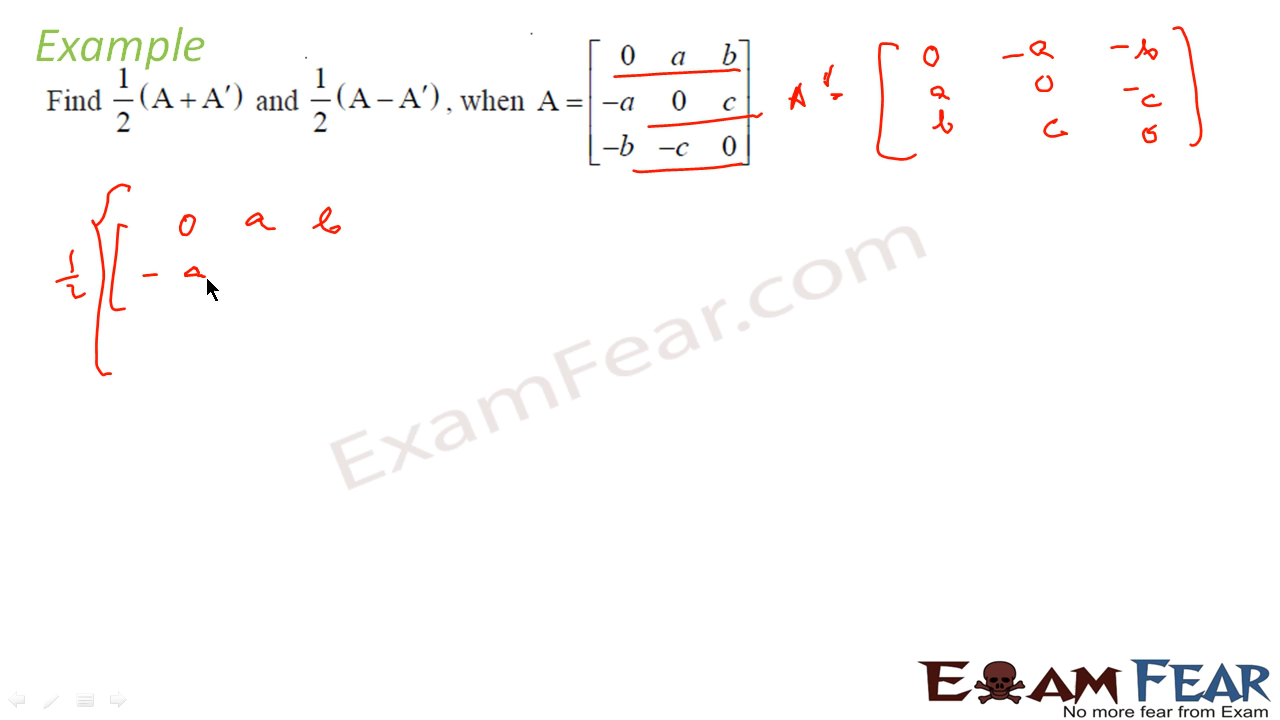 Example
Find 1/2 (A + A′) and 1/2 (A − A′), when A = [ 0 a b
−a 0 c
−b −c 0 ]
A′ = [ 0 −a −b
a 0 −c
b c 0 ]
1/2 { [ 0 a b
− a
ExamFear.com
EXAM FEAR
No more fear from Exam